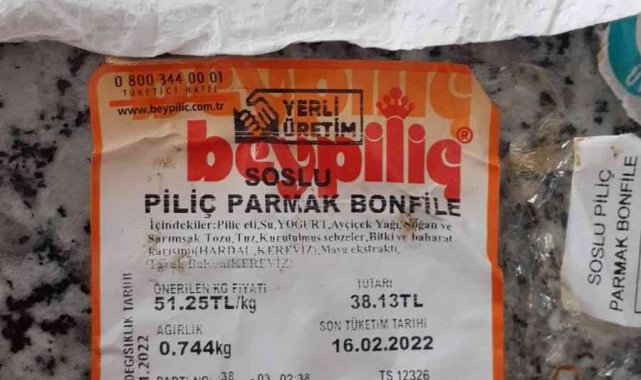 0 800 344 00 01
TÜKETİCİ HATTI
www.beypilic.com.tr
YERLİ
ÜRETİM
beypiliç®
SOSLU
PİLİÇ PARMAK BONFİLE
İçindekiler:Piliç eti,Su,YOĞURT,Ayçiçek Yağı, Soğan ve
Sarımsak Tozu,Tuz,Kurutulmuş sebzeler,Bitki ve baharat
karışımı(HARDAL,KEREVİZ),Maya ekstraktı,
ÖNERİLEN KG FİYATI
51.25TL/kg
TUTARI
38.13TL
AĞIRLIK
0.744kg
SON TÜKETİM TARİHİ
16.02.2022
TS 12326
DEGISIKLIK TARIHI
SOSLU PİLİÇ
PARMAK BONFİLE